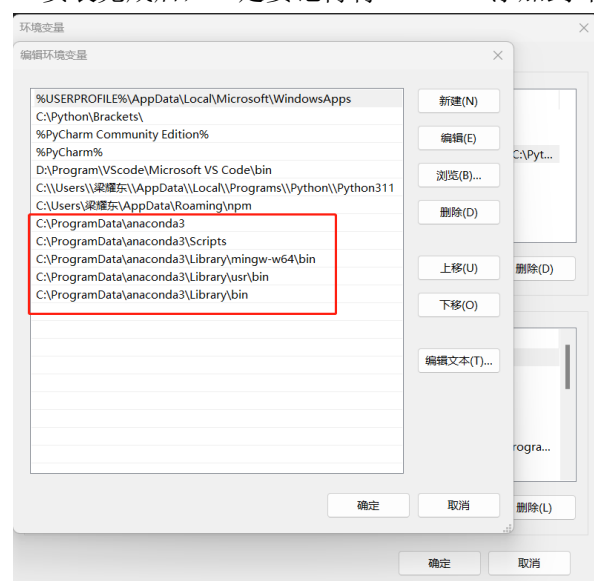 环境变量
编辑环境变量
%USERPROFILE%\AppData\Local\Microsoft\WindowsApps
C:\Python\Brackets\
%PyCharm Community Edition%
%PyCharm%
D:\Program\VScode\Microsoft VS Code\bin
C:\\Users\\梁耀东\\AppData\\Local\\Programs\\Python\\Python311
C:\Users\梁耀东\AppData\Roaming\npm
C:\ProgramData\anaconda3
C:\ProgramData\anaconda3\Scripts
C:\ProgramData\anaconda3\Library\mingw-w64\bin
C:\ProgramData\anaconda3\Library\usr\bin
C:\ProgramData\anaconda3\Library\bin
新建(N)
编辑(E)
浏览(B)...
删除(D)
上移(U)
下移(O)
编辑文本(T)...
确定
取消
C:\Pyt...
删除(D)
rogra...
删除(L)
确定
取消